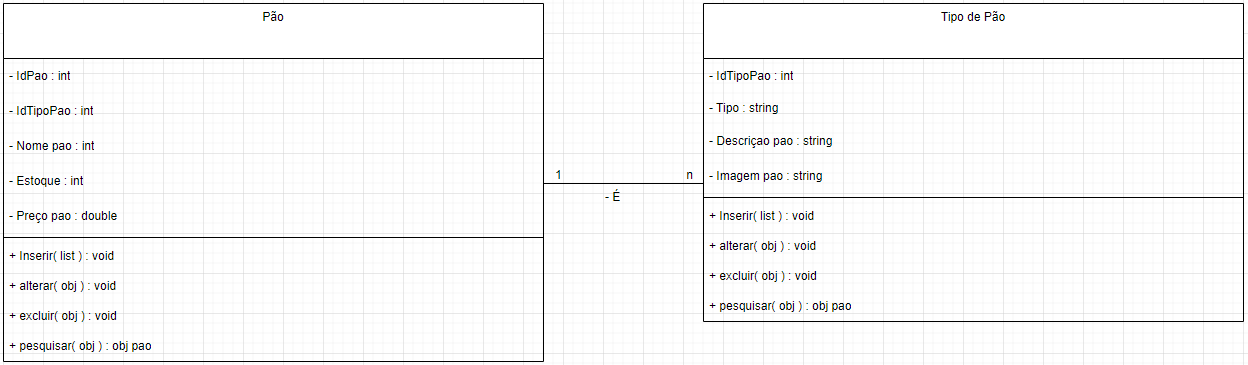 Pão
- IdPao : int
- IdTipoPao : int
- Nome pao : int
- Estoque : int
- Preço pao : double
+ Inserir( list ) : void
+ alterar( obj ) : void
+ excluir( obj ) : void
+ pesquisar( obj ) : obj pao
1
n
- É
Tipo de Pão
- IdTipoPao : int
- Tipo : string
- Descriçao pao : string
- Imagem pao : string
+ Inserir( list ) : void
+ alterar( obj ) : void
+ excluir( obj ) : void
+ pesquisar( obj ) : obj pao